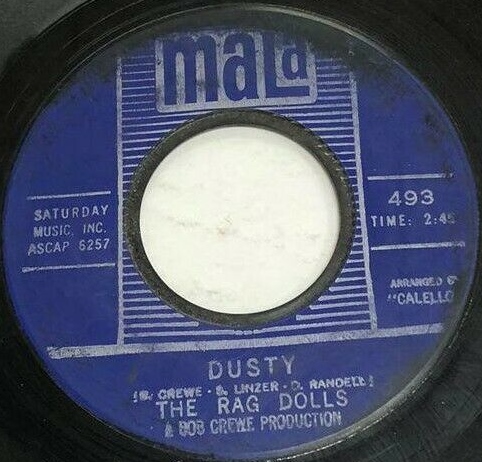 mala
SATURDAY
MUSIC, INC.
ASCAP 6257
493
TIME: 2:45
ARRANGED
"CALELLO
DUSTY
(B. CREWE - S. LINZER - D. RANDELL)
THE RAG DOLLS
A BOB CREWE PRODUCTION